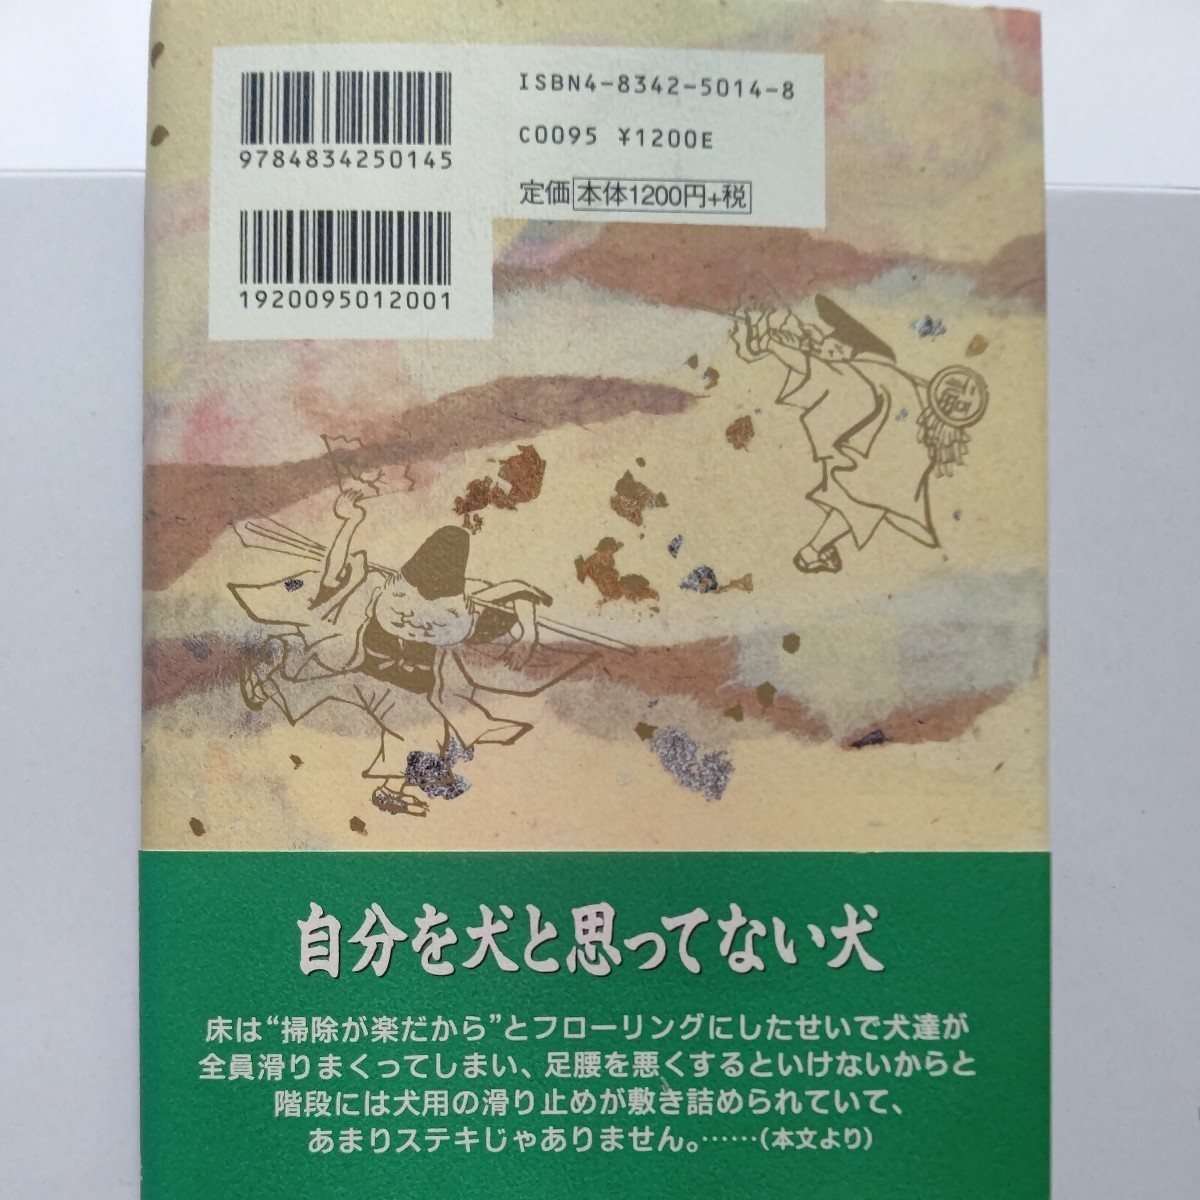 ISBN4-8342-5014-8
C0095 ¥1200E
定価 本体1200円+税
9784834250145
1920095012001
自分を犬と思ってない犬
床は“掃除が楽だから”とフローリングにしたせいで犬達が
全員滑りまくってしまい、足腰を悪くするといけないからと
階段には犬用の滑り止めが敷き詰められていて、
あまりステキじゃありません。……（本文より）